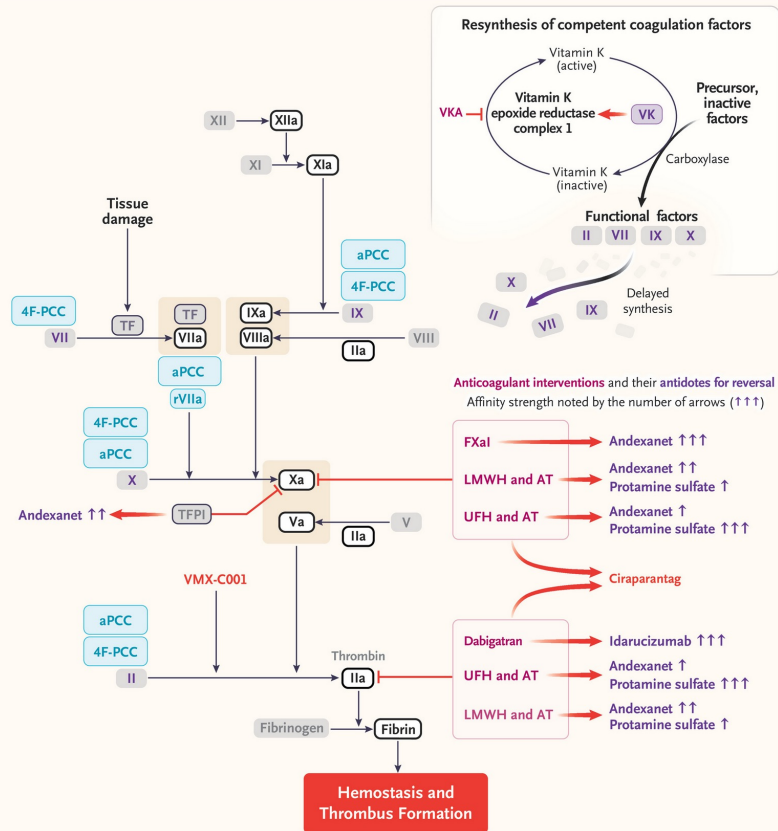 Resynthesis of competent coagulation factors
Vitamin K
(active)
VKA
Vitamin K
epoxide reductase
complex 1
VK
Precursor,
inactive
factors
Vitamin K
(inactive)
Carboxylase
Functional factors
II VII IX X
X
II
VII
IX
Delayed
synthesis
XII
XIIa
XI
XIa
Tissue
damage
aPCC
4F-PCC
4F-PCC
VII
TF
TF
VIIa
IXa
VIIIa
IX
IIa
VIII
aPCC
rVIIa
4F-PCC
aPCC
X
Xa
Andexanet ↑↑
TFPI
Va
IIa
V
VMX-C001
aPCC
4F-PCC
II
Thrombin
IIa
Fibrinogen
Fibrin
Hemostasis and
Thrombus Formation
Anticoagulant interventions and their antidotes for reversal
Affinity strength noted by the number of arrows (↑↑↑)
FXaI
Andexanet ↑↑↑
LMWH and AT
Andexanet ↑↑
Protamine sulfate ↑
UFH and AT
Andexanet ↑
Protamine sulfate ↑↑↑
Ciraparantag
Dabigatran
Idarucizumab ↑↑↑
UFH and AT
Andexanet ↑
Protamine sulfate ↑↑↑
LMWH and AT
Andexanet ↑↑
Protamine sulfate ↑